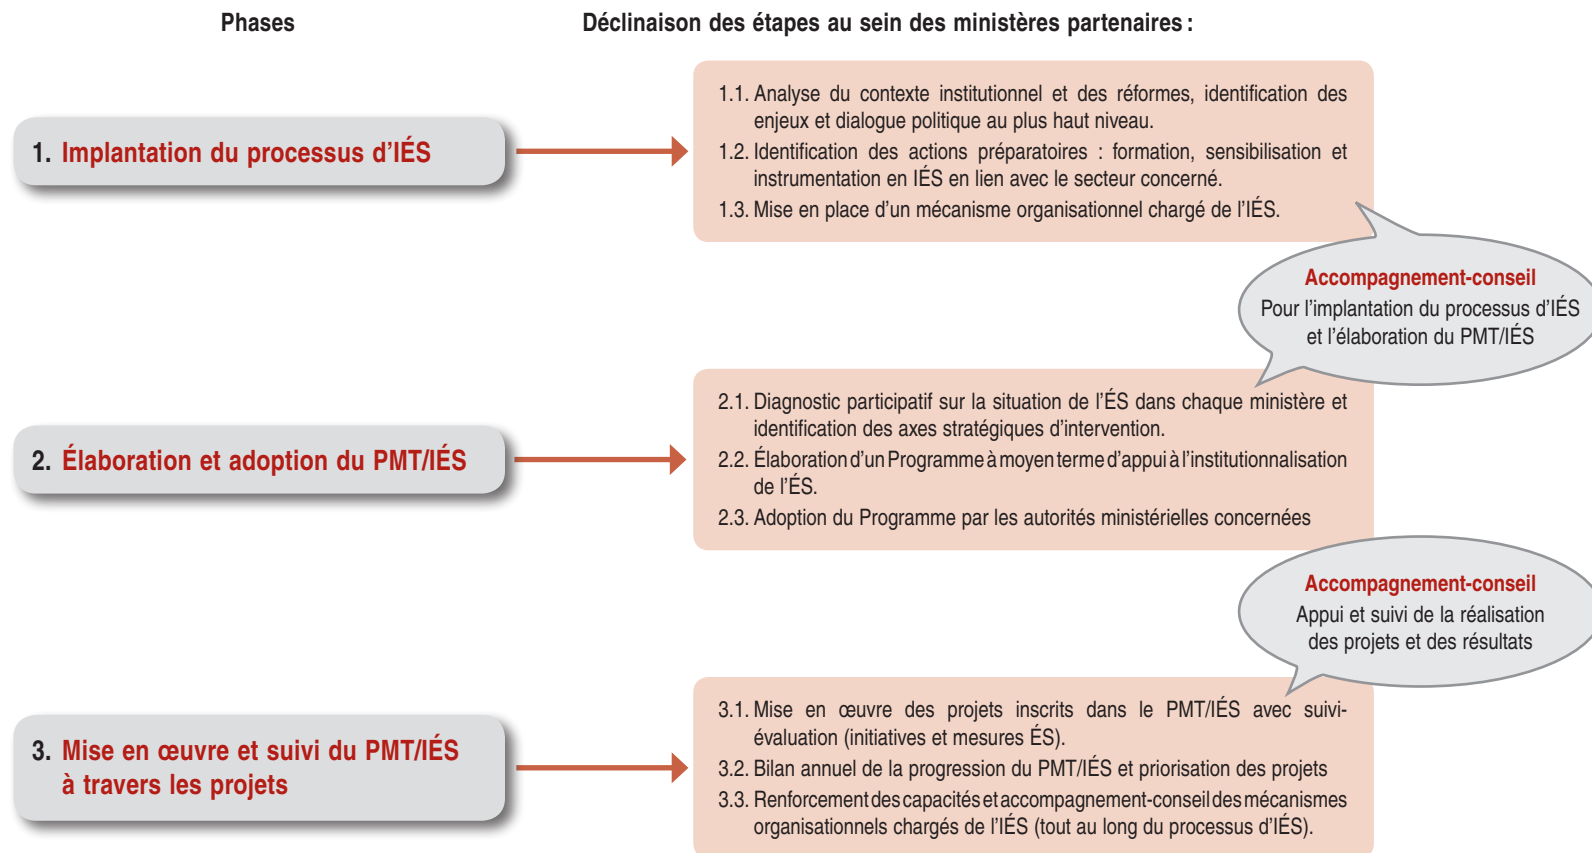 Phases
Déclinaison des étapes au sein des ministères partenaires :
1. Implantation du processus d'IÉS
1.1. Analyse du contexte institutionnel et des réformes, identification des
enjeux et dialogue politique au plus haut niveau.
1.2. Identification des actions préparatoires : formation, sensibilisation et
instrumentation en IÉS en lien avec le secteur concerné.
1.3. Mise en place d'un mécanisme organisationnel chargé de l'IÉS.
Accompagnement-conseil
Pour l'implantation du processus d'IÉS
et l'élaboration du PMT/IÉS
2. Élaboration et adoption du PMT/IÉS
2.1. Diagnostic participatif sur la situation de l'ÉS dans chaque ministère et
identification des axes stratégiques d'intervention.
2.2. Élaboration d'un Programme à moyen terme d'appui à l'institutionnalisation
de l'ÉS.
2.3. Adoption du Programme par les autorités ministérielles concernées
Accompagnement-conseil
Appui et suivi de la réalisation
des projets et des résultats
3. Mise en œuvre et suivi du PMT/IÉS
à travers les projets
3.1. Mise en œuvre des projets inscrits dans le PMT/IÉS avec suivi-
évaluation (initiatives et mesures ÉS).
3.2. Bilan annuel de la progression du PMT/IÉS et priorisation des projets
3.3. Renforcement des capacités et accompagnement-conseil des mécanismes
organisationnels chargés de l'IÉS (tout au long du processus d'IÉS).